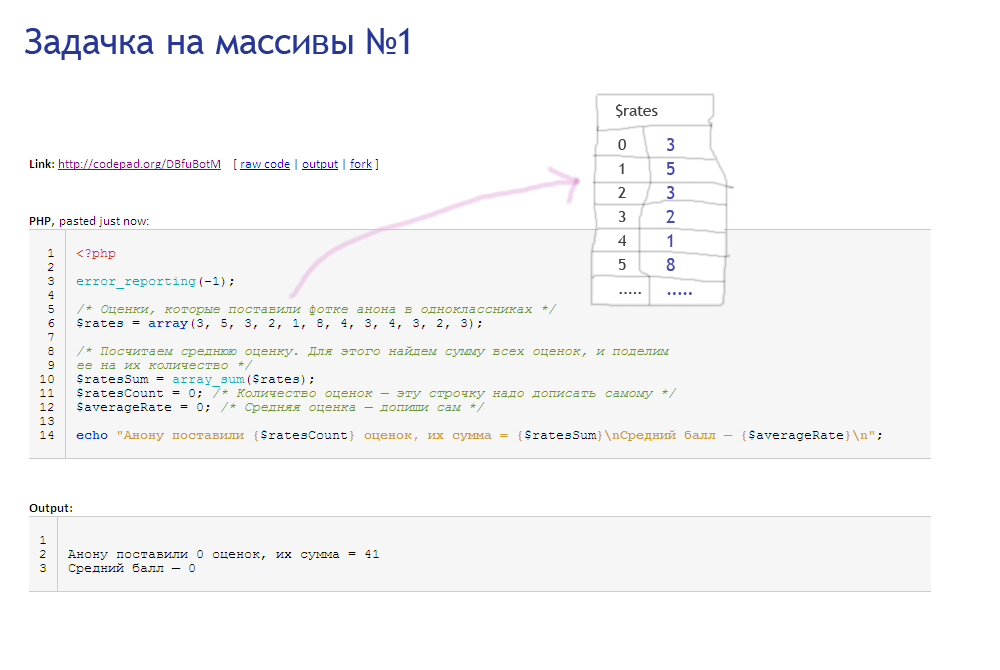 Задачка на массивы №1
$rates
0 3
1 5
2 3
3 2
4 1
5 8
..... .....
Link: http://codepad.org/DBfuBotM [ raw code | output | fork ]
PHP, pasted just now:
1 <?php
2
3 error_reporting(-1);
4
5 /* Оценки, которые поставили фотке анона в одноклассниках */
6 $rates = array(3, 5, 3, 2, 1, 8, 4, 3, 4, 3, 2, 3);
7
8 /* Посчитаем среднюю оценку. Для этого найдем сумму всех оценок, и поделим
9 ее на их количество */
10 $ratesSum = array_sum($rates);
11 $ratesCount = 0; /* Количество оценок — эту строчку надо дописать самому */
12 $averageRate = 0; /* Средняя оценка — допиши сам */
13
14 echo "Анону поставили {$ratesCount} оценок, их сумма = {$ratesSum}\nСредний балл — {$averageRate}\n";
Output:
1
2 Анону поставили 0 оценок, их сумма = 41
3 Средний балл — 0